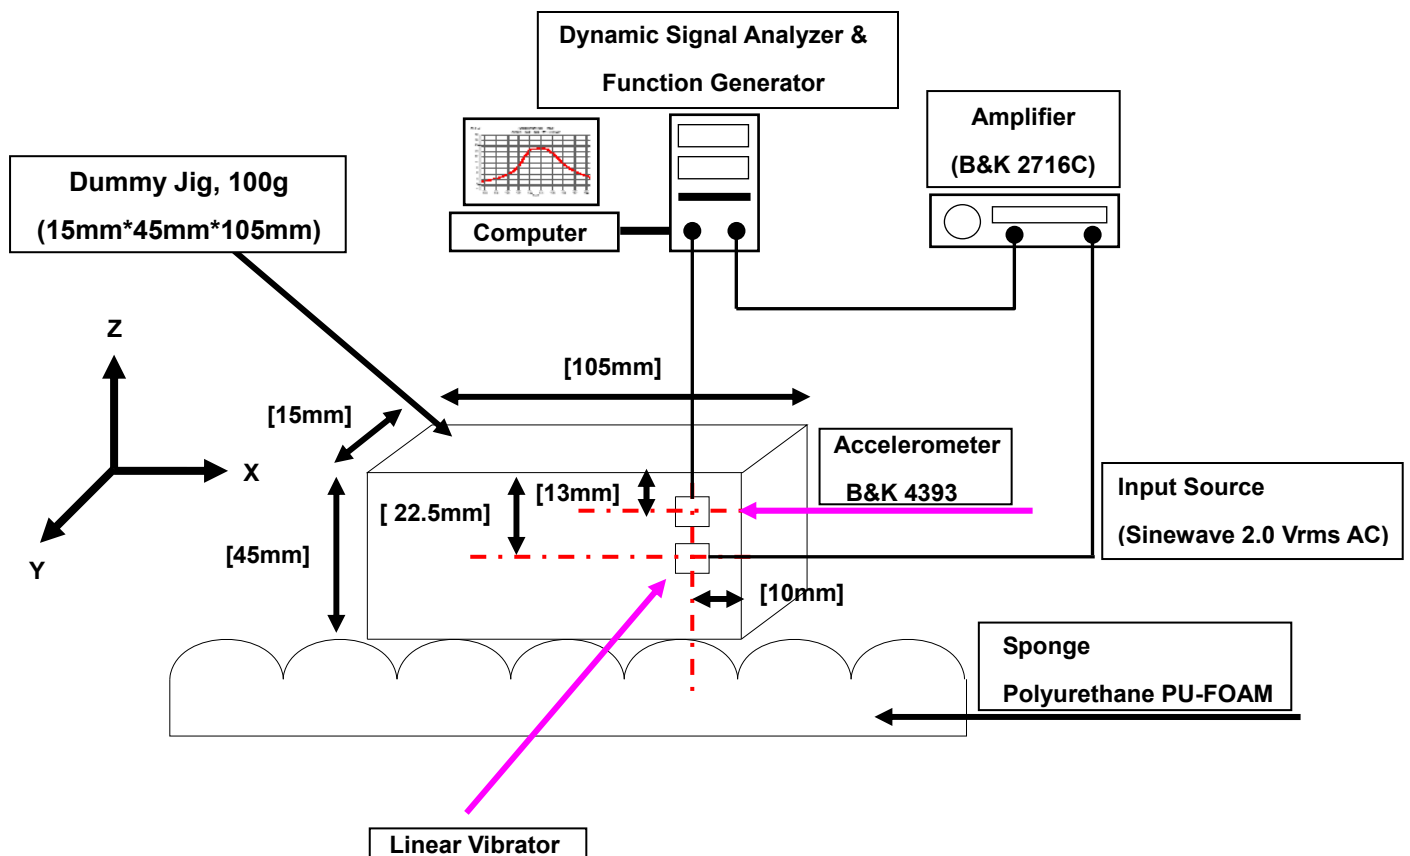 Dynamic Signal Analyzer &
Function Generator
Amplifier
(B&K 2716C)
Dummy Jig, 100g
(15mm*45mm*105mm)
Computer
Z
X
Y
[105mm]
[15mm]
[13mm]
[ 22.5mm]
[45mm]
[10mm]
Accelerometer
B&K 4393
Input Source
(Sinewave 2.0 Vrms AC)
Sponge
Polyurethane PU-FOAM
Linear Vibrator